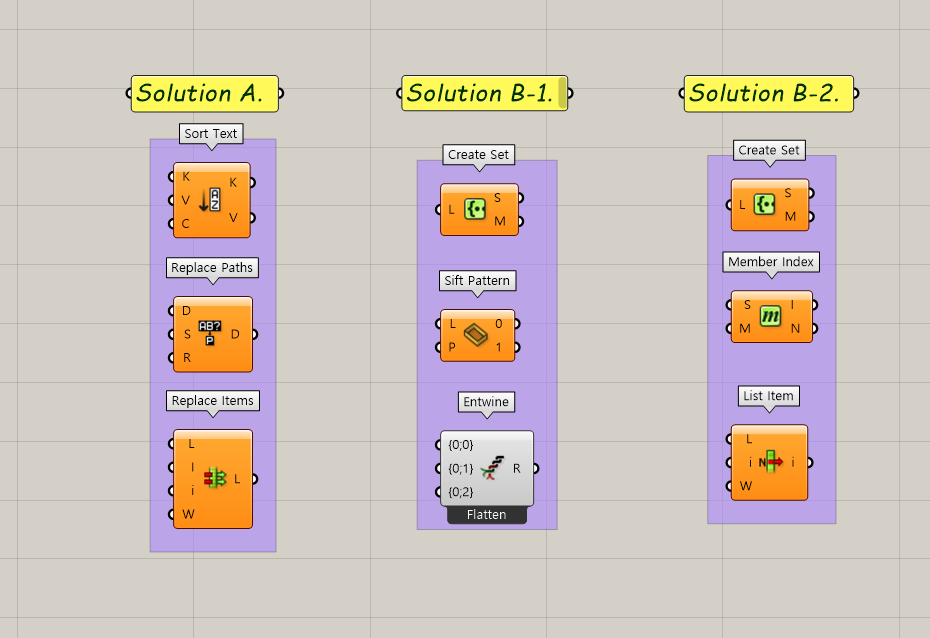 Solution A.
Sort Text
K K
V V
C
Replace Paths
D
S D
R
AB?
P
Replace Items
L
I L
i
W
Solution B-1.
Create Set
L S
M
Sift Pattern
L 0
P 1
Entwine
{0;0}
{0;1} R
{0;2}
Flatten
Solution B-2.
Create Set
L S
M
Member Index
S I
M m N
List Item
L
i N i
W